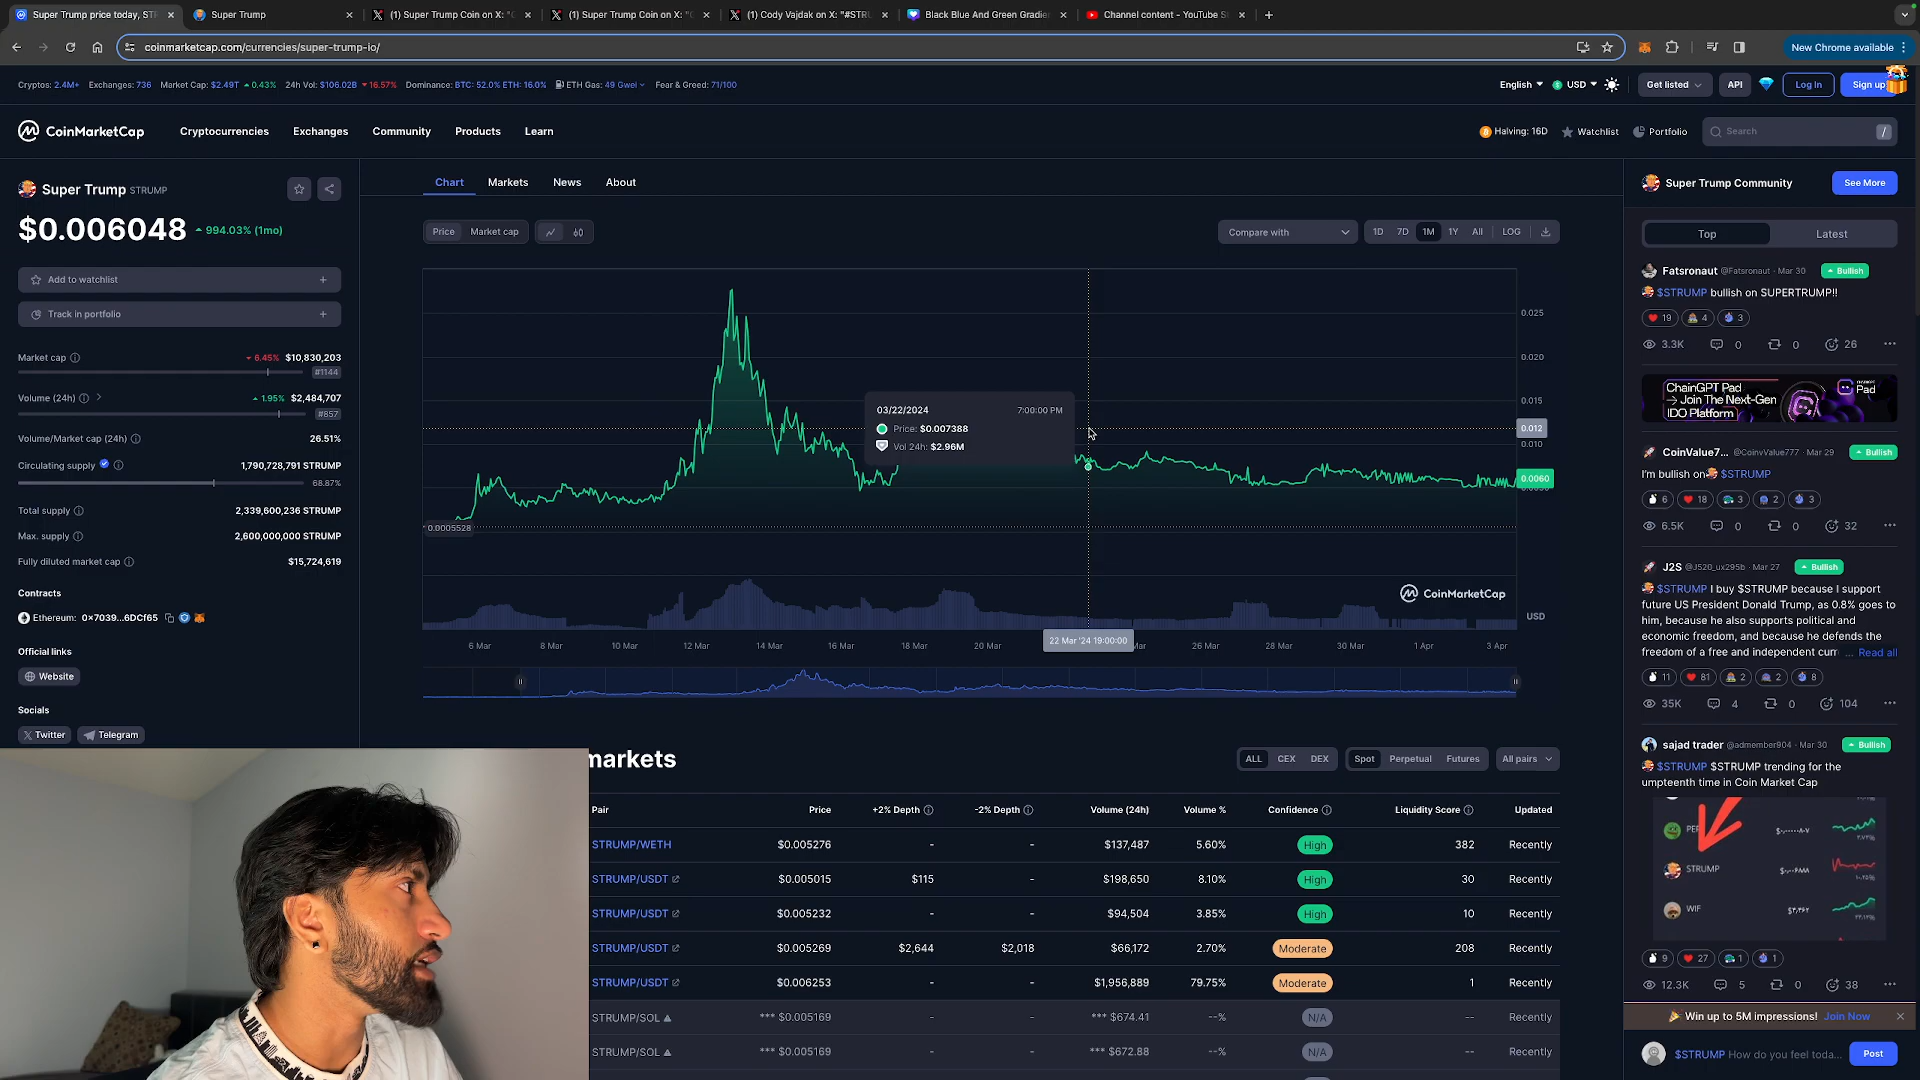 Super Trump price today, ST
Super Trump
(1) Super Trump Coin on X: "
(1) Super Trump Coin on X: "
(1) Cody Vajdak on X: "#STRU
Black Blue And Green Gradie
Channel content - YouTube S
coinmarketcap.com/currencies/super-trump-io/
New Chrome available
Cryptos: 2.4M+ Exchanges: 736 Market Cap: $2.49T 0.43% 24h Vol: $106.02B 16.57% Dominance: BTC: 52.0% ETH: 16.0% ETH Gas: 49 Gwei Fear & Greed: 71/100
English USD Get listed API Log In Sign up
CoinMarketCap Cryptocurrencies Exchanges Community Products Learn
Halving: 16D Watchlist Portfolio Search /
Super Trump STRUMP
$0.006048 994.03% (1mo)
Add to watchlist +
Track in portfolio +
Market cap 6.45% $10,830,203
#1144
Volume (24h) 1.95% $2,484,707
#857
Volume/Market cap (24h) 26.51%
Circulating supply 1,790,728,791 STRUMP
68.87%
Total supply 2,339,600,236 STRUMP
Max. supply 2,600,000,000 STRUMP
Fully diluted market cap $15,724,619
Contracts
Ethereum: 0x7039...6DCf65
Official links
Website
Socials
Twitter Telegram
Chart Markets News About
Price Market cap
Compare with 1D 7D 1M 1Y All LOG
0.025
0.020
0.015
0.012
0.010
0.0060
0.0005528
03/22/2024 7:00:00 PM
Price: $0.007388
Vol 24h: $2.96M
CoinMarketCap
USD
22 Mar '24 19:00:00
6 Mar 8 Mar 10 Mar 12 Mar 14 Mar 16 Mar 18 Mar 20 Mar Mar 26 Mar 28 Mar 30 Mar 1 Apr 3 Apr
markets
ALL CEX DEX Spot Perpetual Futures All pairs
Pair Price +2% Depth -2% Depth Volume (24h) Volume % Confidence Liquidity Score Updated
STRUMP/WETH $0.005276 - - $137,487 5.60% High 382 Recently
STRUMP/USDT $0.005015 $115 - $198,650 8.10% High 30 Recently
STRUMP/USDT $0.005232 - - $94,504 3.85% High 10 Recently
STRUMP/USDT $0.005269 $2,644 $2,018 $66,172 2.70% Moderate 208 Recently
STRUMP/USDT $0.006253 - - $1,956,889 79.75% Moderate 1 Recently
STRUMP/SOL *** $0.005169 - - *** $674.41 --% N/A -- Recently
STRUMP/SOL *** $0.005169 - - *** $672.88 --% N/A -- Recently
Super Trump Community See More
Top Latest
Fatsronaut @Fatsronaut · Mar 30 Bullish
$STRUMP bullish on SUPERTRUMP!!
19 4 3
3.3K 0 0 26
ChainGPT Pad
→ Join The Next-Gen
IDO Platform
Pad
CoinValue7... @CoinvValue777 · Mar 29 Bullish
I'm bullish on $STRUMP
6 18 3 2 3
6.5K 0 0 32
J2S @J520_ux295b · Mar 27 Bullish
$STRUMP I buy $STRUMP because I support
future US President Donald Trump, as 0.8% goes to
him, because he also supports political and
economic freedom, and because he defends the
freedom of a free and independent curr ... Read all
11 81 2 2 8
35K 4 0 104
sajad trader @admember904 · Mar 30 Bullish
$STRUMP $STRUMP trending for the
umpteenth time in Coin Market Cap
STRUMP
WIF
9 27 1 1
12.3K 5 0 38
Win up to 5M impressions! Join Now
$STRUMP How do you feel toda... Post